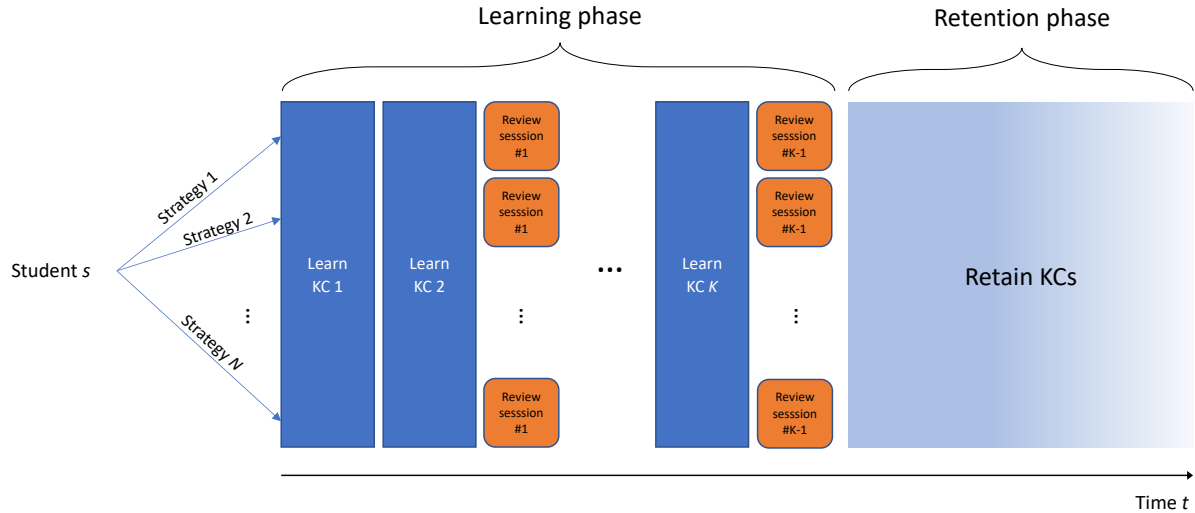 Learning phase
Retention phase
Student s
Strategy 1
Strategy 2
⋮
Strategy N
Learn
KC 1
Learn
KC 2
Review
sesssion
#1
Review
sesssion
#1
⋮
Review
sesssion
#1
...
Learn
KC K
Review
sesssion
#K-1
Review
sesssion
#K-1
⋮
Review
sesssion
#K-1
Retain KCs
Time t